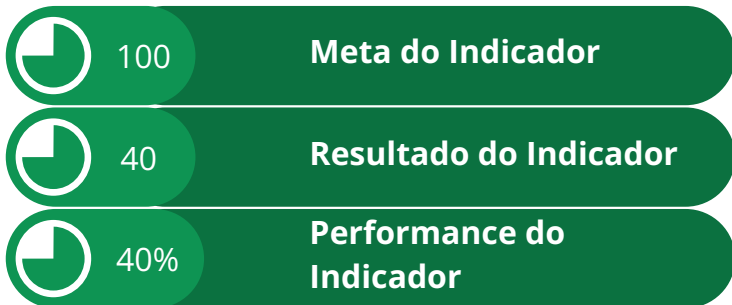 100
Meta do Indicador
40
Resultado do Indicador
40%
Performance do
Indicador